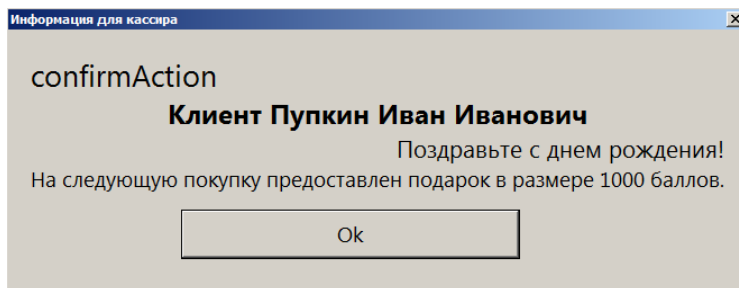 Информация для кассира
confirmAction
Клиент Пупкин Иван Иванович
Поздравьте с днем рождения!
На следующую покупку предоставлен подарок в размере 1000 баллов.
Ok